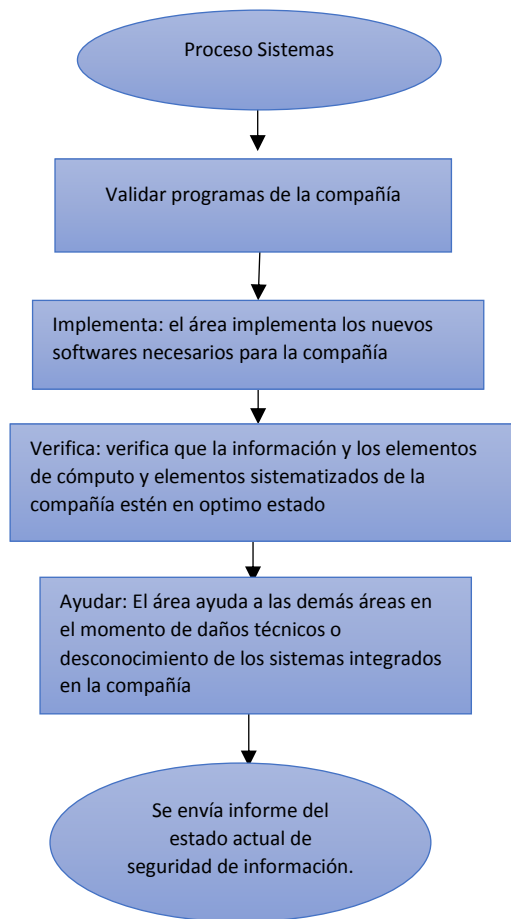 Proceso Sistemas
Validar programas de la compañía
Implementa: el área implementa los nuevos
softwares necesarios para la compañía
Verifica: verifica que la información y los elementos
de cómputo y elementos sistematizados de la
compañía estén en optimo estado
Ayudar: El área ayuda a las demás áreas en
el momento de daños técnicos o
desconocimiento de los sistemas integrados
en la compañía
Se envía informe del
estado actual de
seguridad de información.